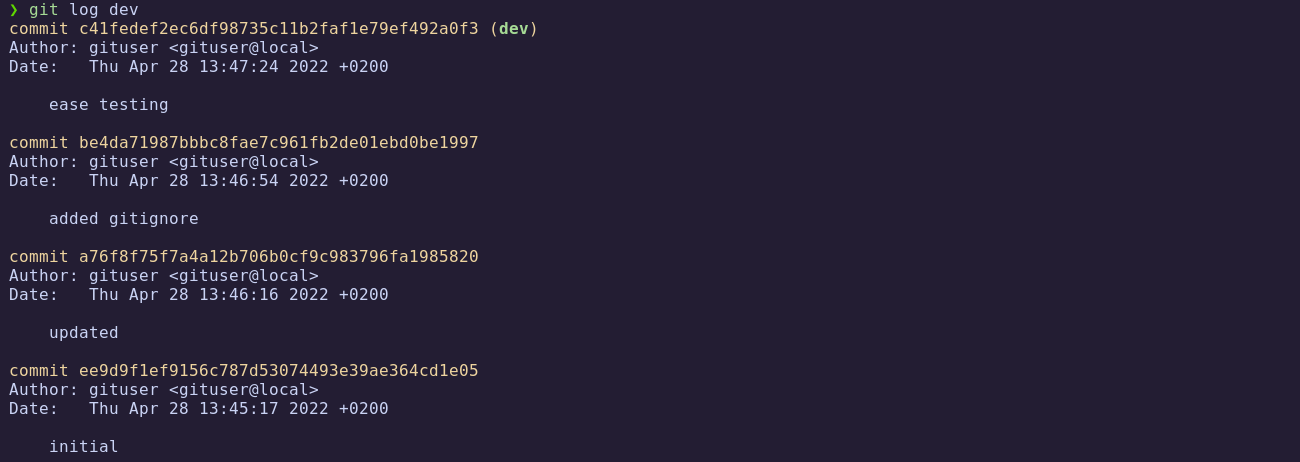 ❯ git log dev
commit c41fedef2ec6df98735c11b2faf1e79ef492a0f3 (dev)
Author: gituser <gituser@local>
Date:   Thu Apr 28 13:47:24 2022 +0200

    ease testing

commit be4da71987bbbc8fae7c961fb2de01ebd0be1997
Author: gituser <gituser@local>
Date:   Thu Apr 28 13:46:54 2022 +0200

    added gitignore

commit a76f8f75f7a4a12b706b0cf9c983796fa1985820
Author: gituser <gituser@local>
Date:   Thu Apr 28 13:46:16 2022 +0200

    updated

commit ee9d9f1ef9156c787d53074493e39ae364cd1e05
Author: gituser <gituser@local>
Date:   Thu Apr 28 13:45:17 2022 +0200

    initial